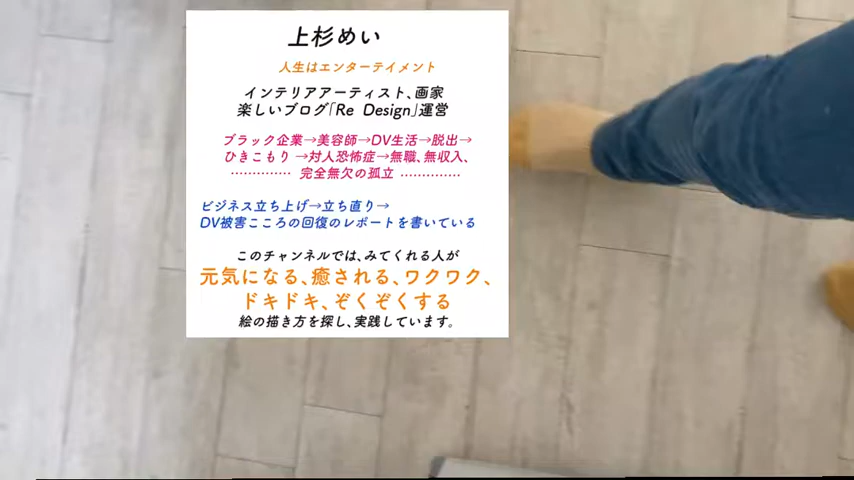 上杉めい
人生はエンターテイメント
インテリアアーティスト、画家
楽しいブログ「Re Design」運営
ブラック企業→美容師→DV生活→脱出→
ひきこもり →対人恐怖症→無職、無収入、
…………… 完全無欠の孤立 ……………
ビジネス立ち上げ→立ち直り→
DV被害こころの回復のレポートを書いている
このチャンネルでは、みてくれる人が
元気になる、癒される、ワクワク、
ドキドキ、ぞくぞくする
絵の描き方を探し、実践しています。